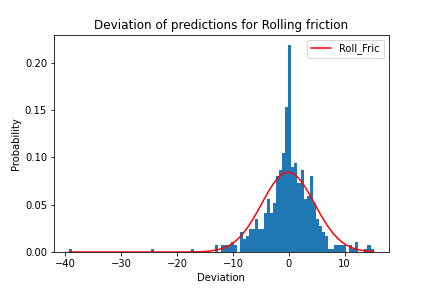 Deviation of predictions for Rolling friction
Roll_Fric
Probability
0.20
0.15
0.10
0.05
0.00
−40
−30
−20
−10
0
10
Deviation